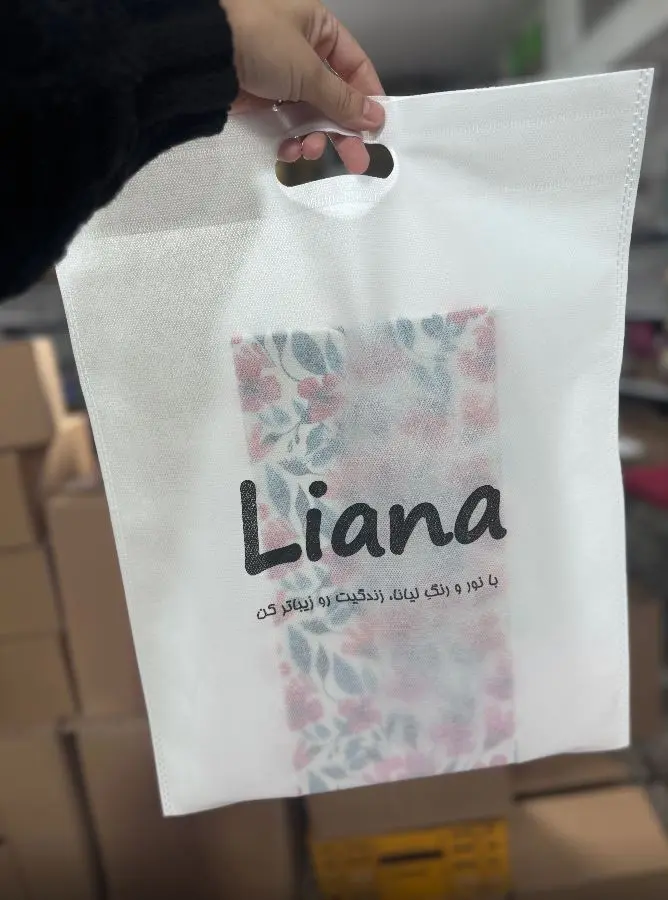 Liana
با نور و رنگِ لیانا، زندگیت رو زیباتر کن